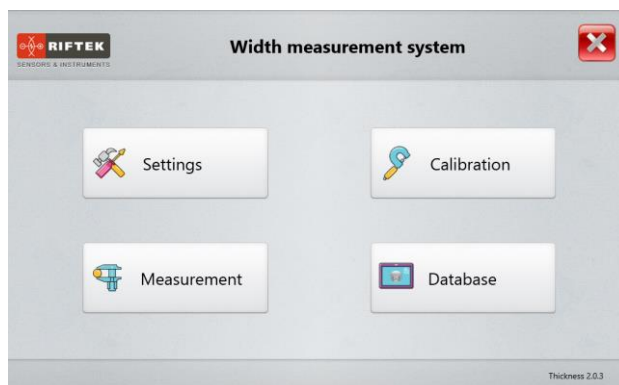 RIFTEK
SENSORS & INSTRUMENTS
Width measurement system
Settings
Calibration
Measurement
Database
Thickness 2.0.3